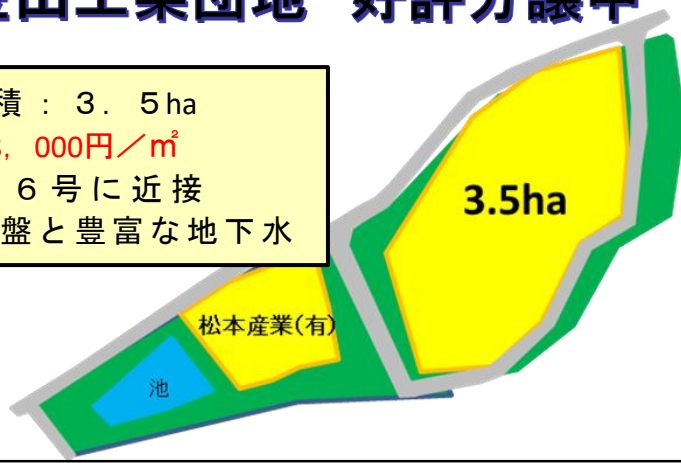 田工業団地 好評分譲中
積：３．５ha
，000円／㎡
６号に近接
盤と豊富な地下水
3.5ha
松本産業(有)
池